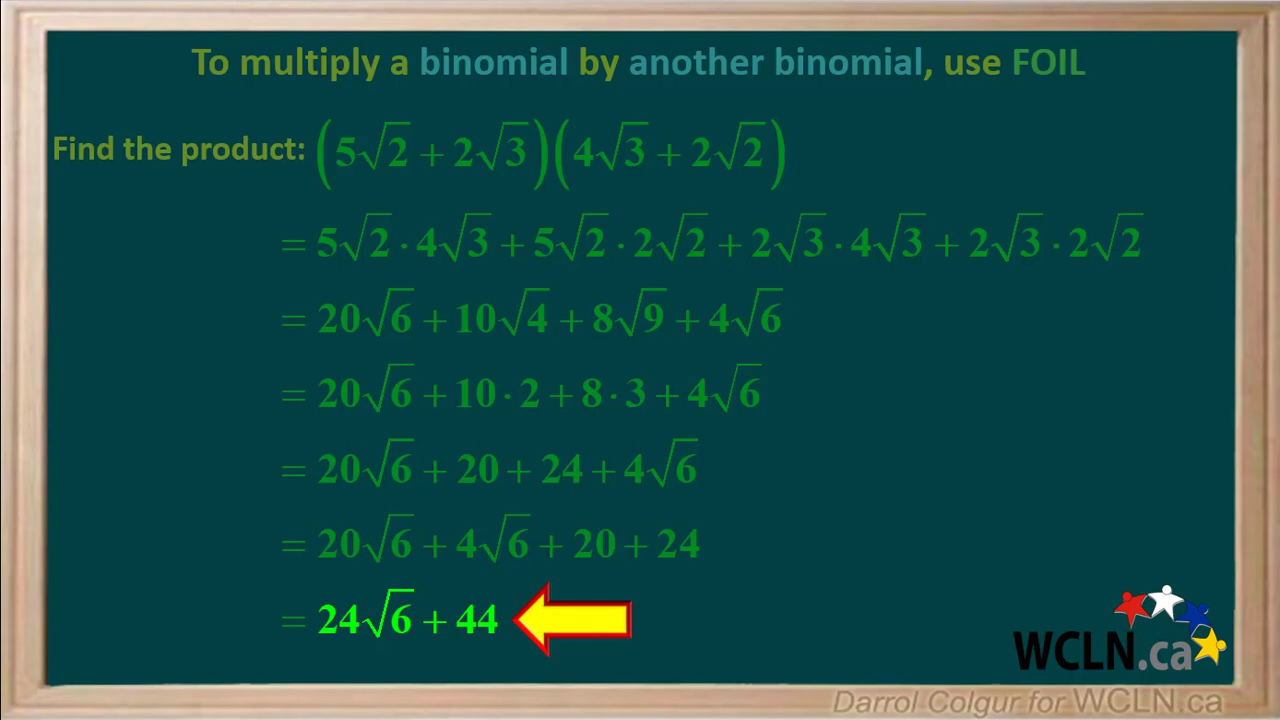 To multiply a binomial by another binomial, use FOIL
Find the product: (5√2 + 2√3)(4√3 + 2√2)
= 5√2 · 4√3 + 5√2 · 2√2 + 2√3 · 4√3 + 2√3 · 2√2
= 20√6 + 10√4 + 8√9 + 4√6
= 20√6 + 10 · 2 + 8 · 3 + 4√6
= 20√6 + 20 + 24 + 4√6
= 20√6 + 4√6 + 20 + 24
= 24√6 + 44
WCLN.ca
Darrol Colgur for WCLN.ca